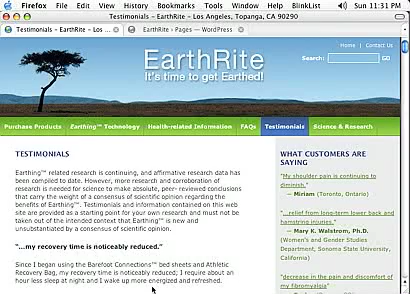 Firefox File Edit View History Bookmarks Tools Window Help BlinkList Sun 11:31 PM
Testimonials – EarthRite – Los Angeles, Topanga, CA 90290
Testimonials – EarthRite – Los ... EarthRite › Pages — WordPress
Home | Contact Us
EarthRite
It's time to get Earthed!
Search: GO
Purchase Products Earthing™ Technology Health-related Information FAQs Testimonials Science & Research
TESTIMONIALS
Earthing™ related research is continuing, and affirmative research data has
been compiled to date. However, more research and corroboration of
research is needed for science to make absolute, peer- reviewed conclusions
that carry the weight of a consensus of scientific opinion regarding the
benefits of Earthing™. Testimonials and information contained on this web
site are provided as a starting point for your own research and must not be
taken out of the intended context that Earthing™ is new and
unsubstantiated by a consensus of scientific opinion.
"...my recovery time is noticeably reduced."
Since I began using the Barefoot Connections™ bed sheets and Athletic
Recovery Bag, my recovery time is noticeably reduced; I require about an
hour less sleep at night and I wake up more energized and refreshed.
WHAT CUSTOMERS ARE
SAYING
"My shoulder pain is continuing to
diminish."
— Miriam (Toronto, Ontario)
"...relief from long-term lower back and
hamstring injuries."
— Mary K. Walstrom, Ph.D.
(Women's and Gender Studies
Department, Sonoma State University,
California)
"decrease in the pain and discomfort of
my fibromyalgia"